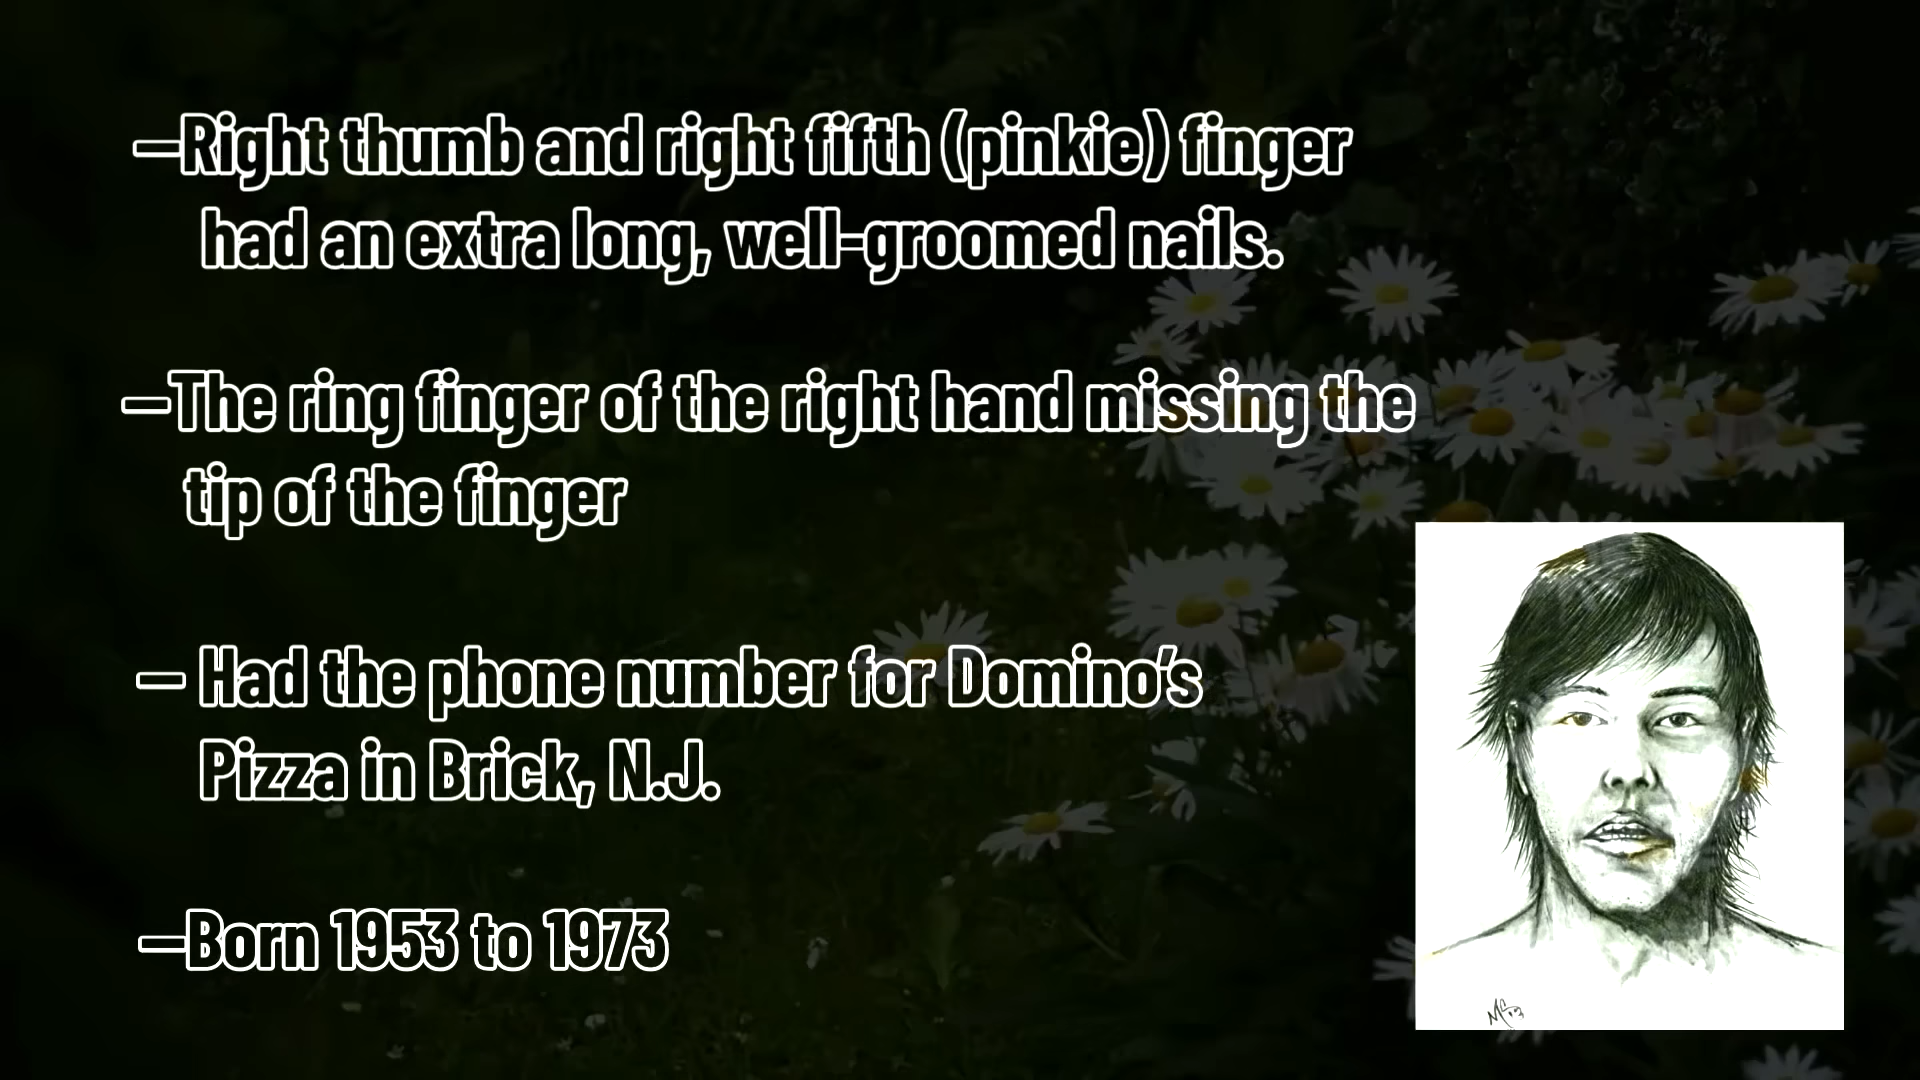 —Right thumb and right fifth (pinkie) finger
had an extra long, well-groomed nails.
—The ring finger of the right hand missing the
tip of the finger
— Had the phone number for Domino's
Pizza in Brick, N.J.
—Born 1953 to 1973